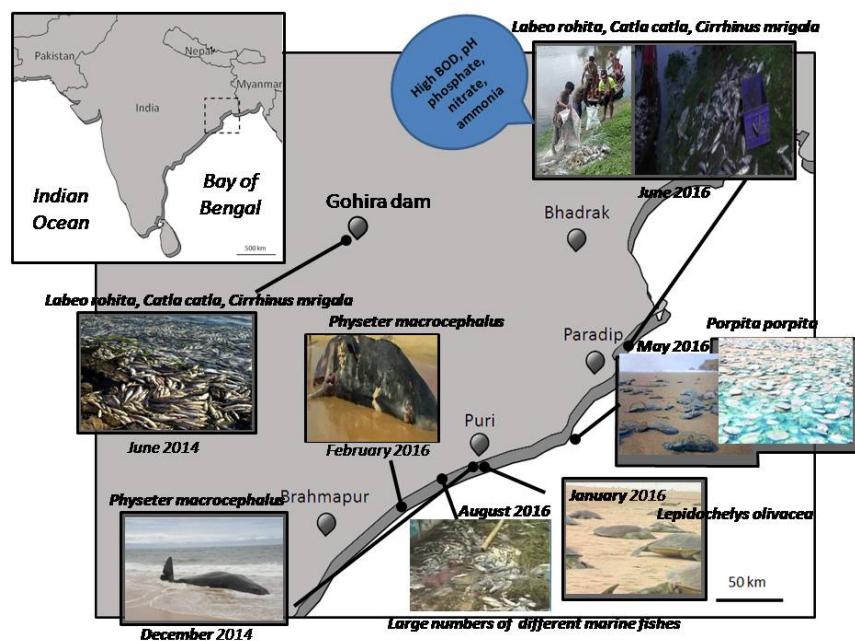 Pakistan
Nepal
Myanmar
India
Indian
Ocean
Bay of
Bengal
500 km
High BOD, pH
phosphate,
nitrate,
ammonia
Labeo rohita, Catla catla, Cirrhinus mrigala
June 2016
Gohira dam
Bhadrak
Labeo rohita, Catla catla, Cirrhinus mrigala
June 2014
Physeter macrocephalus
February 2016
Paradip
Porpita porpita
May 2016
Puri
Brahmapur
Physeter macrocephalus
December 2014
August 2016
Large numbers of different marine fishes
January 2016
Lepidochelys olivacea
50 km